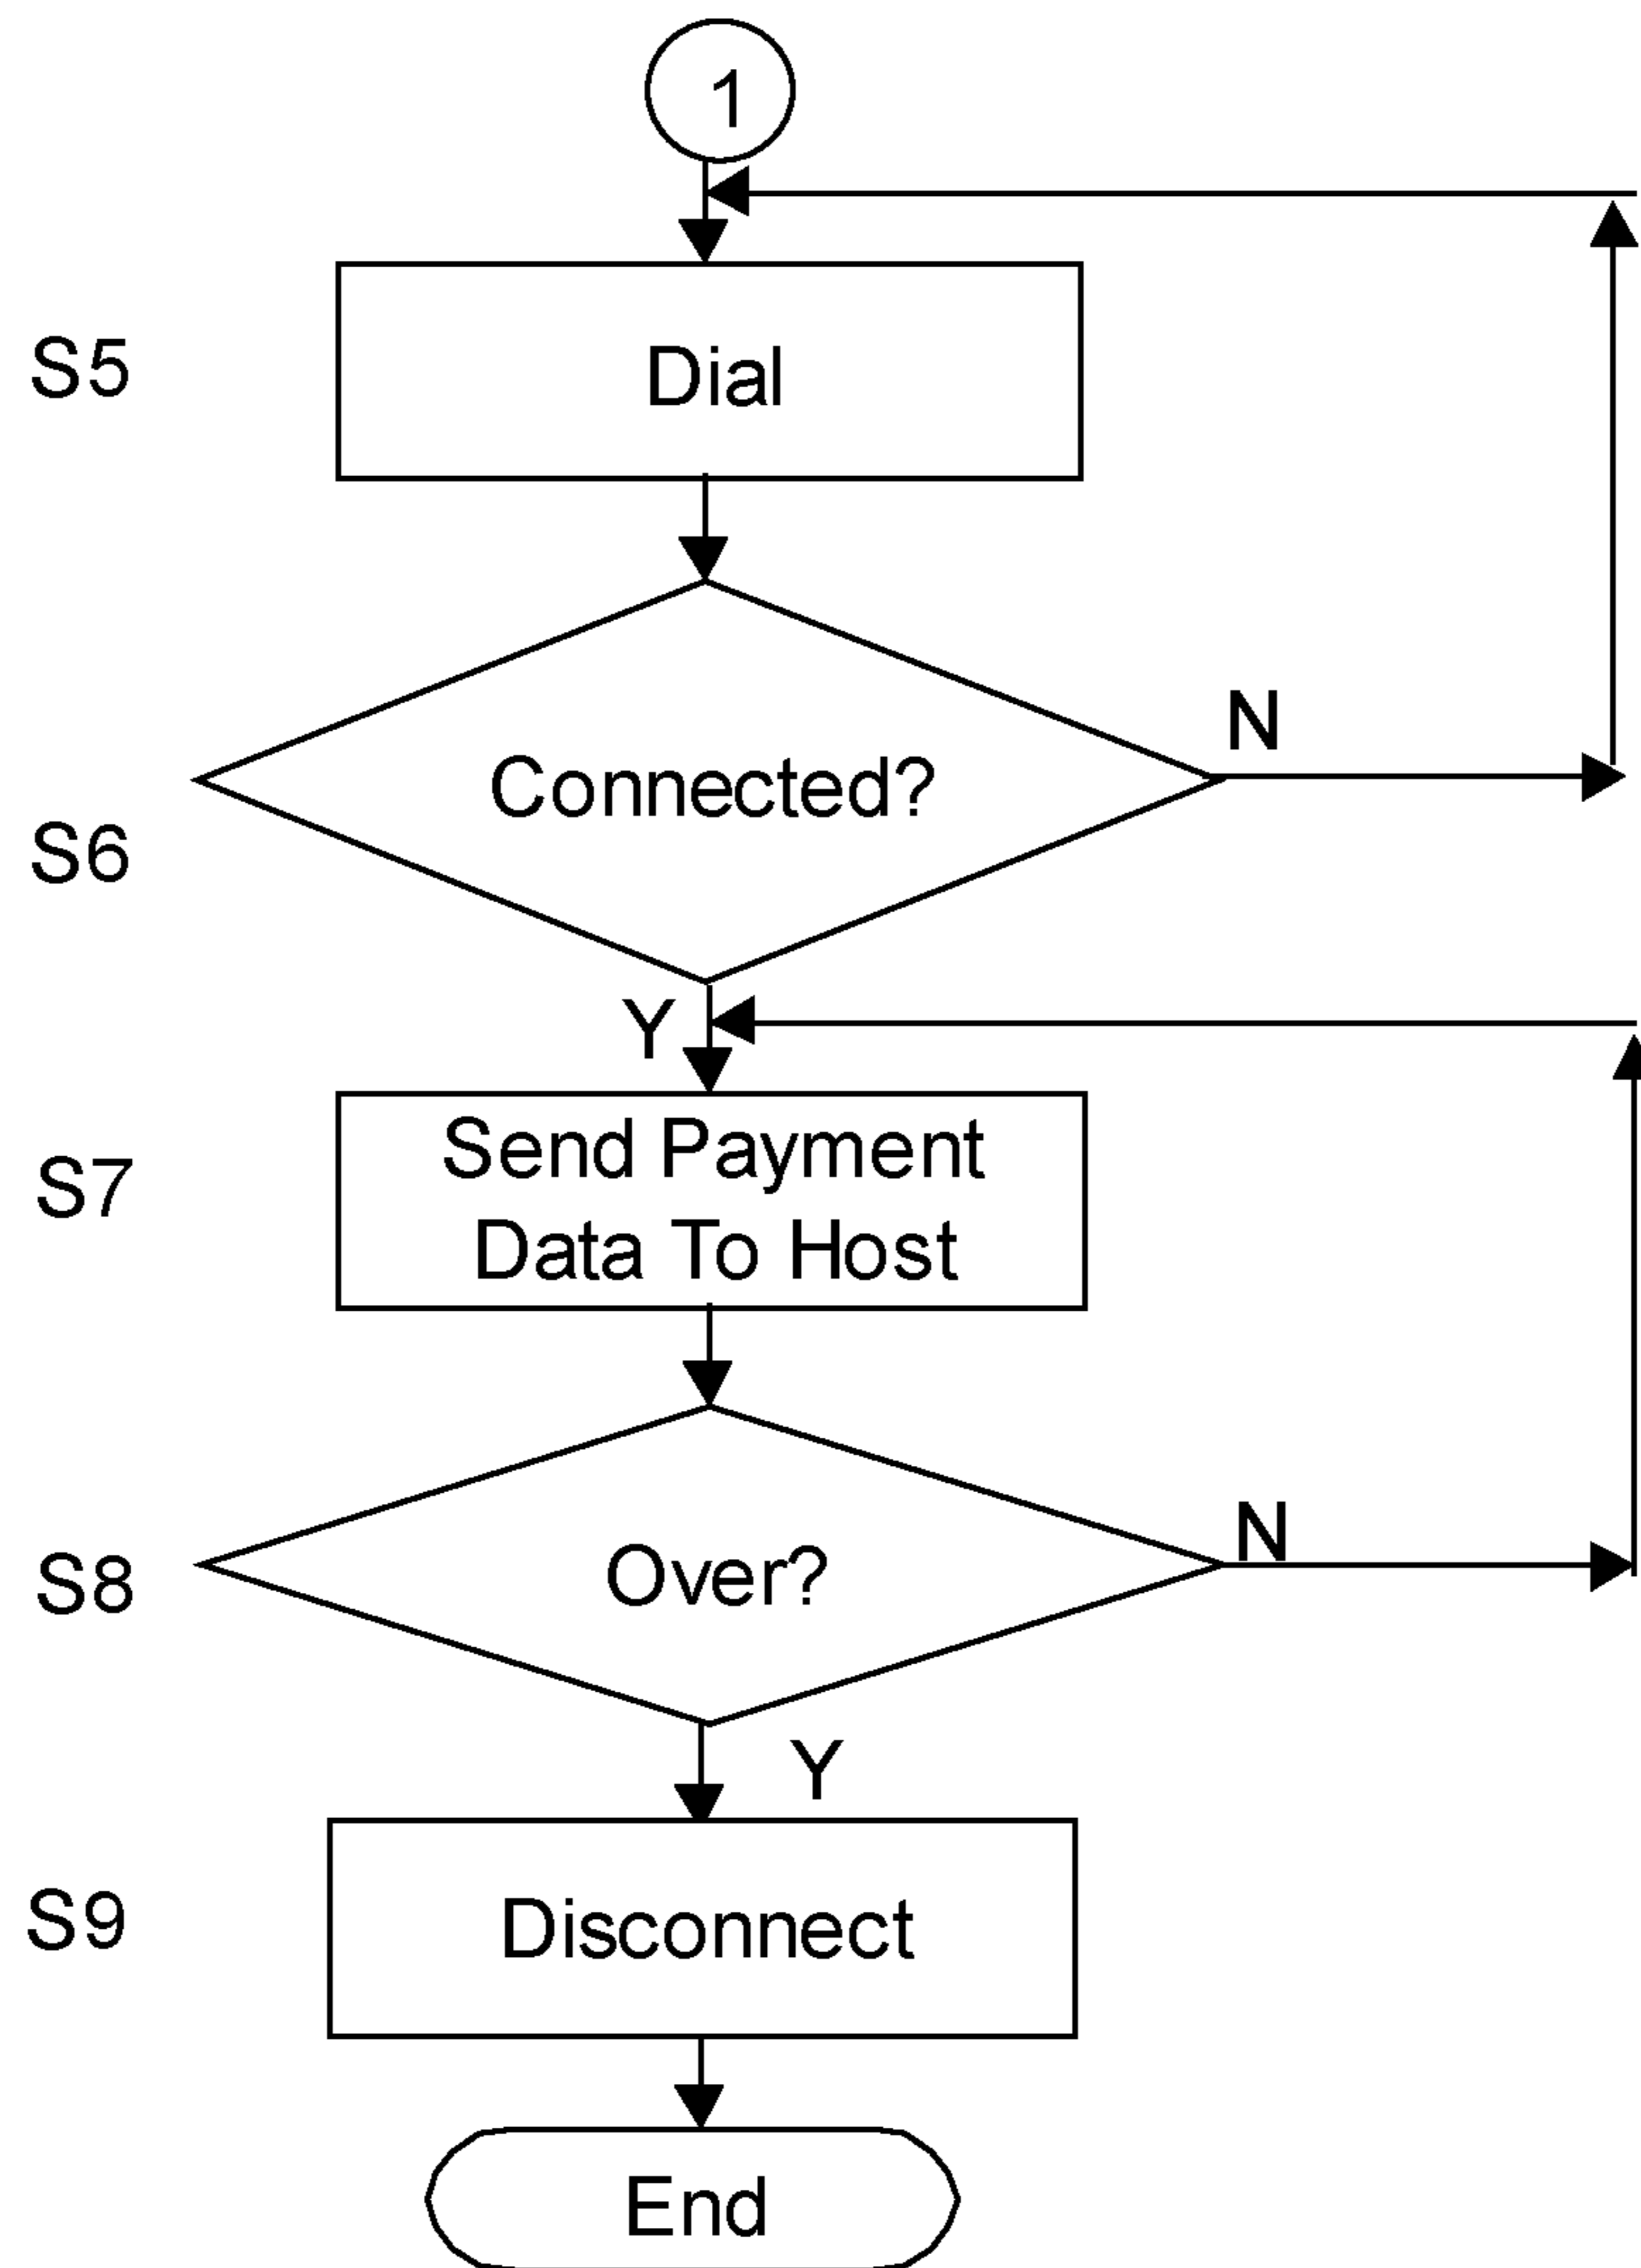 1
S5
Dial
N
Connected?
S6
Y
Send Payment
Data To Host
S7
N
Over?
S8
Y
Disconnect
S9
End